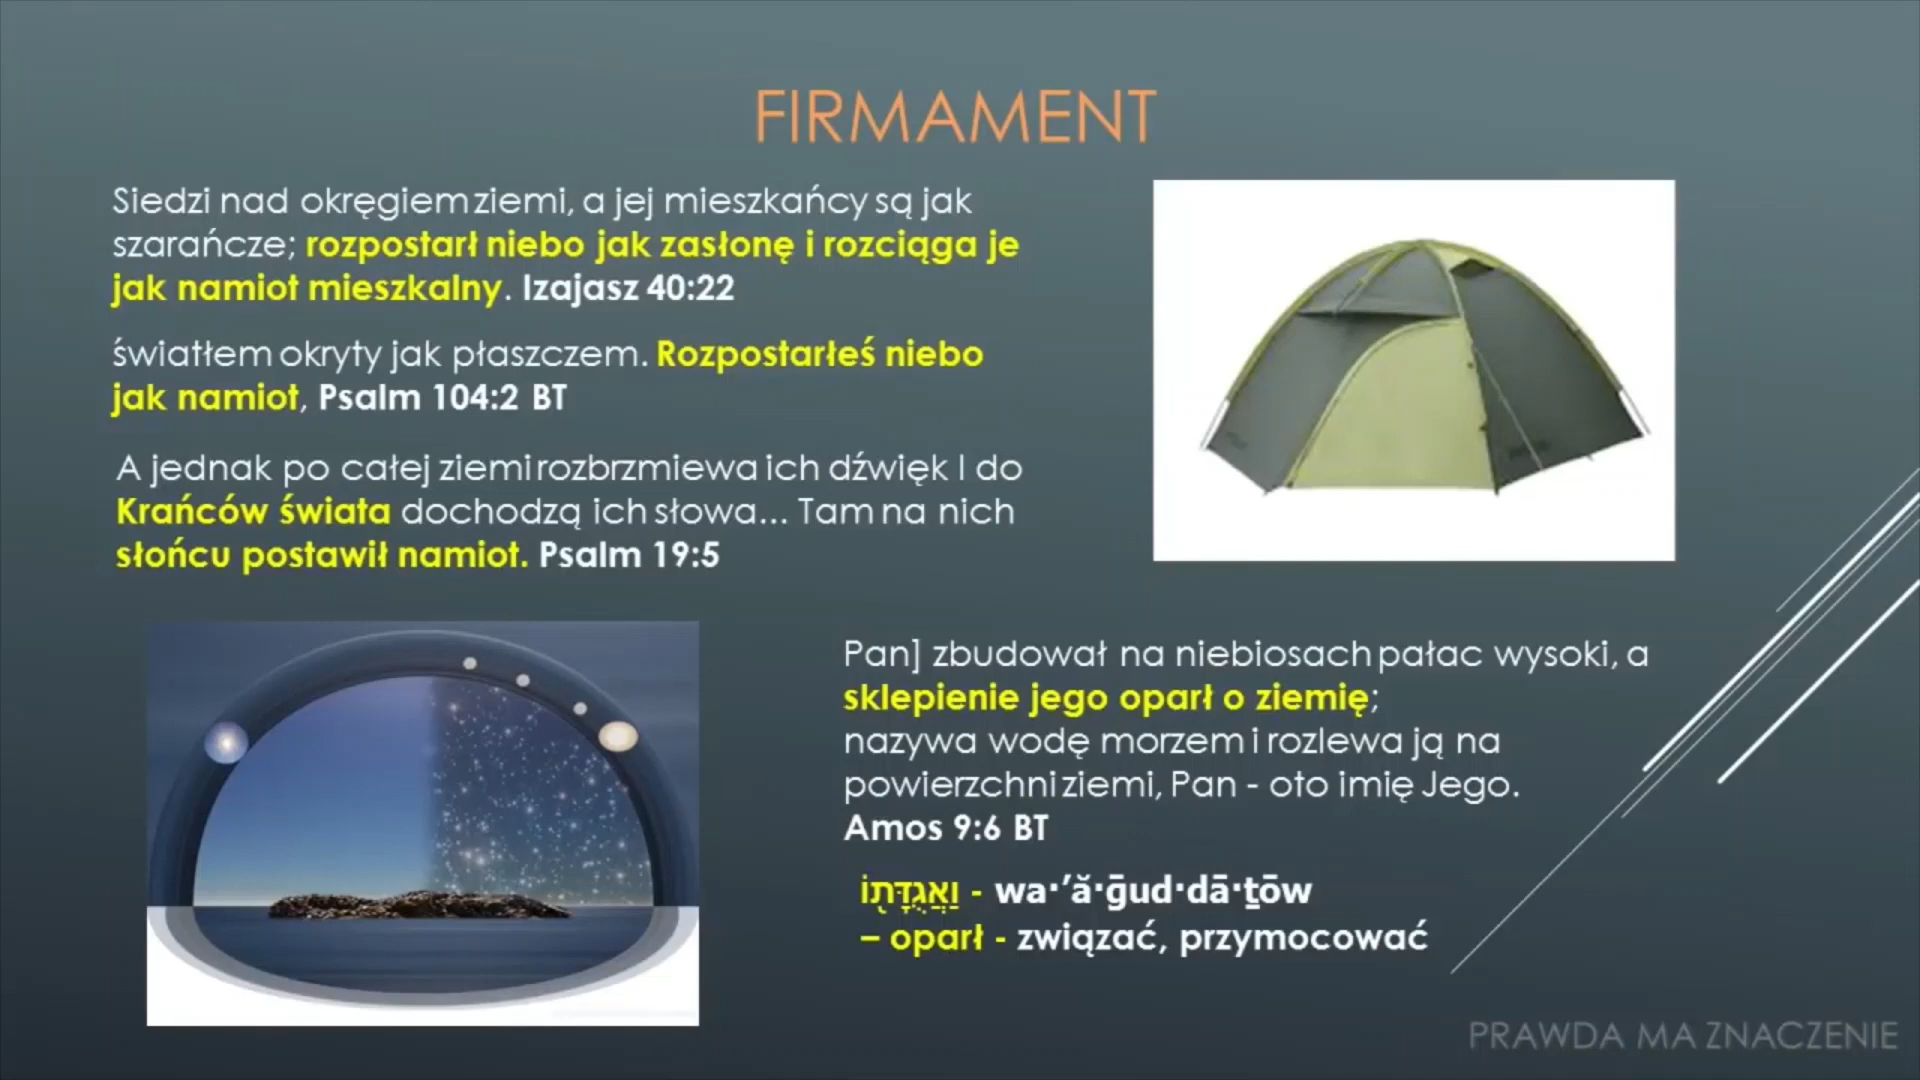 FIRMAMENT
Siedzi nad okręgiem ziemi, a jej mieszkańcy są jak
szarańcze; rozpostarł niebo jak zasłonę i rozciąga je
jak namiot mieszkalny. Izajasz 40:22
światłem okryty jak płaszczem. Rozpostarłeś niebo
jak namiot, Psalm 104:2 BT
A jednak po całej ziemi rozbrzmiewa ich dźwięk I do
Krańców świata dochodzą ich słowa... Tam na nich
słońcu postawił namiot. Psalm 19:5
Pan] zbudował na niebiosach pałac wysoki, a
sklepienie jego oparł o ziemię;
nazywa wodę morzem i rozlewa ją na
powierzchni ziemi, Pan - oto imię Jego.
Amos 9:6 BT
וַאֲגֻדָּת֖וֹ - wa·’ă·ḡud·dā·ṯōw
– oparł - związać, przymocować
PRAWDA MA ZNACZENIE